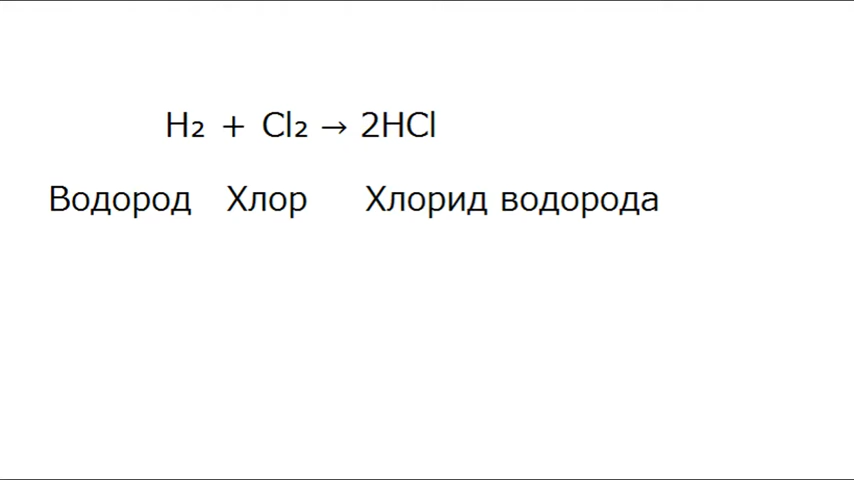 H₂ + Cl₂ → 2HCl
Водород Хлор Хлорид водорода